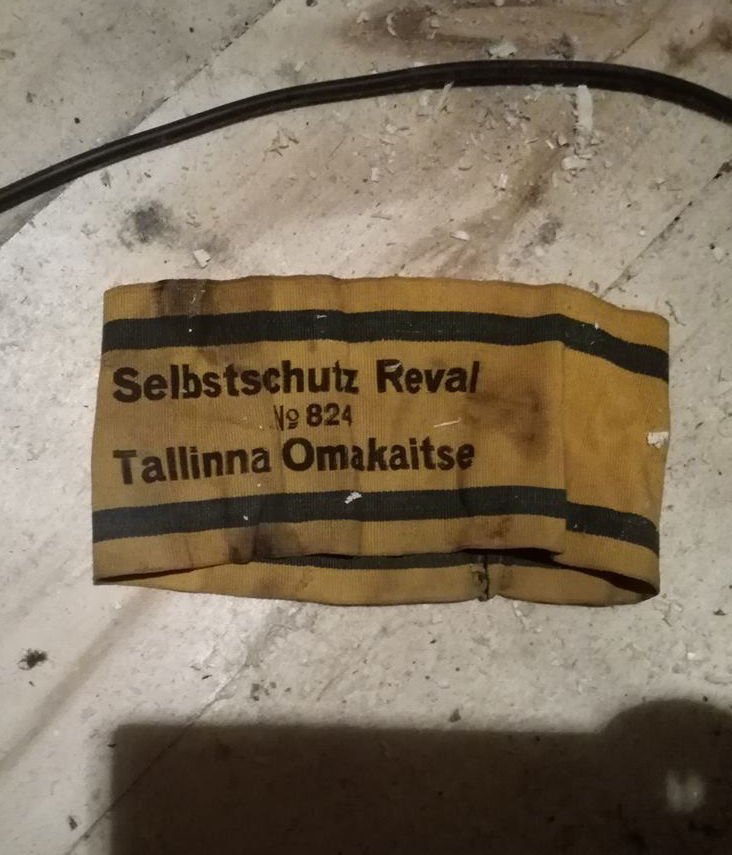 Selbstschutz Reval
№ 824
Tallinna Omakaitse